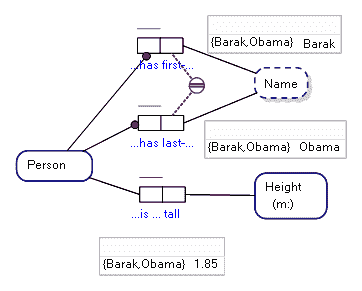 {Barak,Obama} Barak
...has first-...
Name
...has last-...
{Barak,Obama} Obama
Person
Height
(m:)
...is ... tall
{Barak,Obama} 1.85